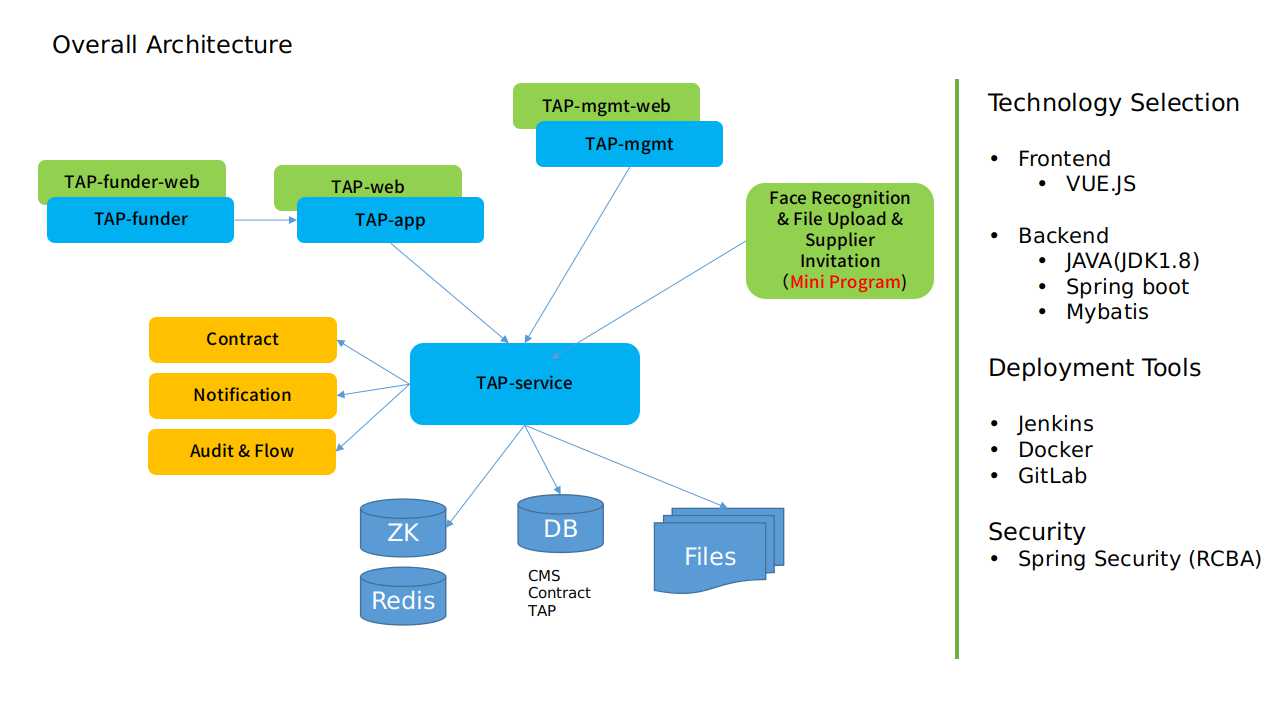 Overall Architecture
TAP-mgmt-web
TAP-mgmt
TAP-funder-web
TAP-funder
TAP-web
TAP-app
Face Recognition
& File Upload &
Supplier
Invitation
（Mini Program)
Contract
Notification
Audit & Flow
TAP-service
ZK
Redis
DB
CMS
Contract
TAP
Files
Technology Selection
• Frontend
• VUE.JS
• Backend
• JAVA(JDK1.8)
• Spring boot
• Mybatis
Deployment Tools
• Jenkins
• Docker
• GitLab
Security
• Spring Security (RCBA)